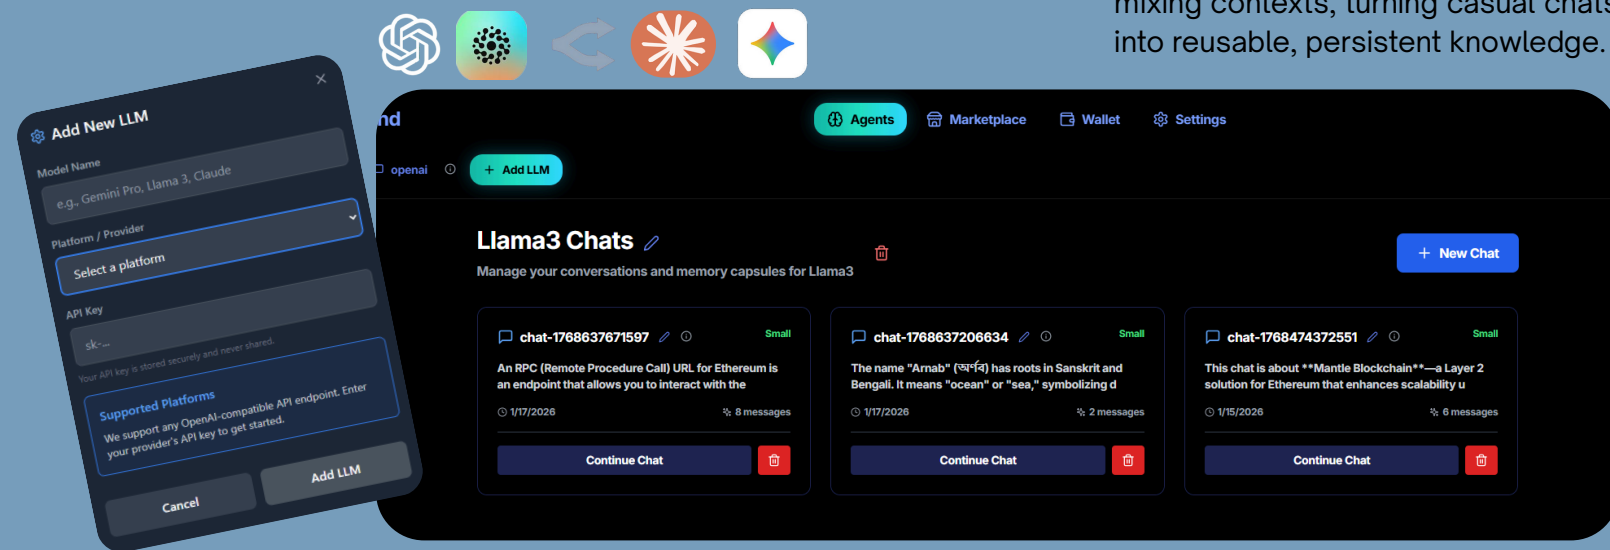 mixing contexts, turning casual chats
into reusable, persistent knowledge.
Add New LLM
Model Name
e.g., Gemini Pro, Llama 3, Claude
Platform / Provider
Select a platform
API Key
sk-...
Your API key is stored securely and never shared.
Supported Platforms
We support any OpenAI-compatible API endpoint. Enter
your provider's API key to get started.
Cancel
Add LLM
nd
Agents
Marketplace
Wallet
Settings
openai
+ Add LLM
Llama3 Chats
Manage your conversations and memory capsules for Llama3
+ New Chat
chat-1768637671597
Small
An RPC (Remote Procedure Call) URL for Ethereum is
an endpoint that allows you to interact with the
1/17/2026
8 messages
Continue Chat
chat-1768637206634
Small
The name "Arnab" (অর্ণব) has roots in Sanskrit and
Bengali. It means "ocean" or "sea," symbolizing d
1/17/2026
2 messages
Continue Chat
chat-1768474372551
Small
This chat is about **Mantle Blockchain**—a Layer 2
solution for Ethereum that enhances scalability u
1/15/2026
6 messages
Continue Chat